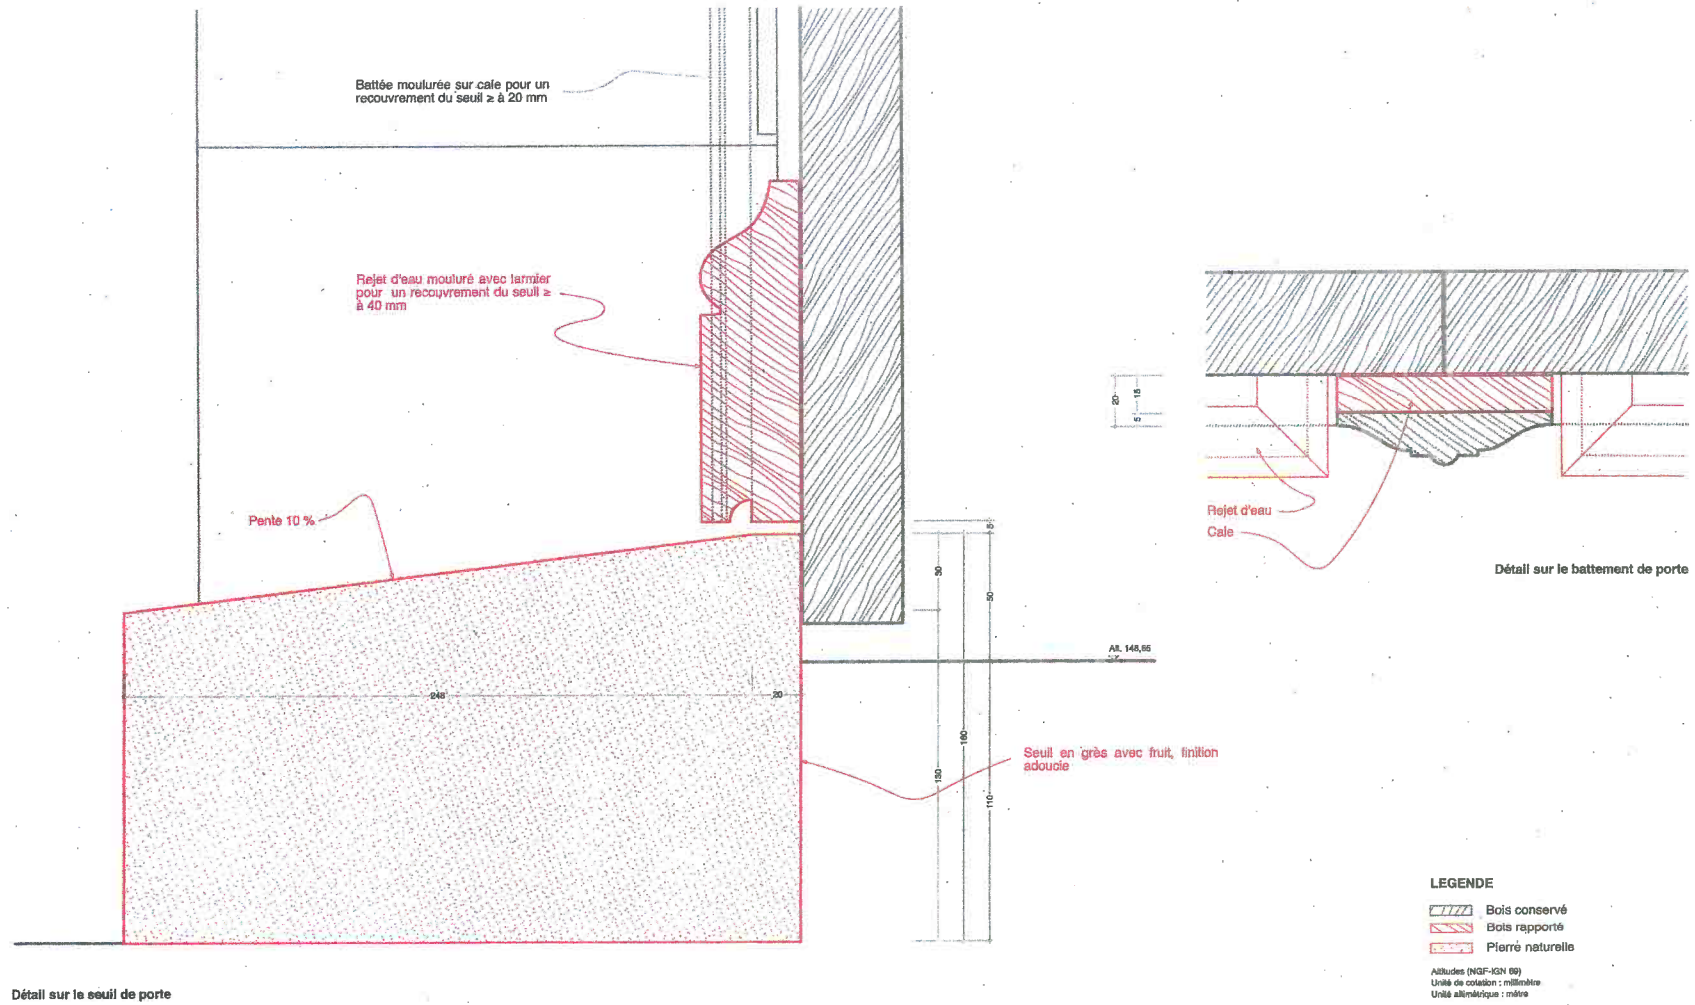 Battée moulurée sur cale pour un
recouvrement du seuil ≥ à 20 mm
Rejet d'eau mouluré avec larmier
pour un recouvrement du seuil ≥
à 40 mm
Pente 10 %
248
20
5
30
50
160
130
110
Alt. 148,66
Seuil en grès avec fruit, finition
adoucie
Détail sur le seuil de porte
20
15
5
Rejet d'eau
Cale
Détail sur le battement de porte
LEGENDE
Bois conservé
Bois rapporté
Pierre naturelle
Altitudes (NGF-IGN 69)
Unité de cotation : millimètre
Unité altimétrique : mètre